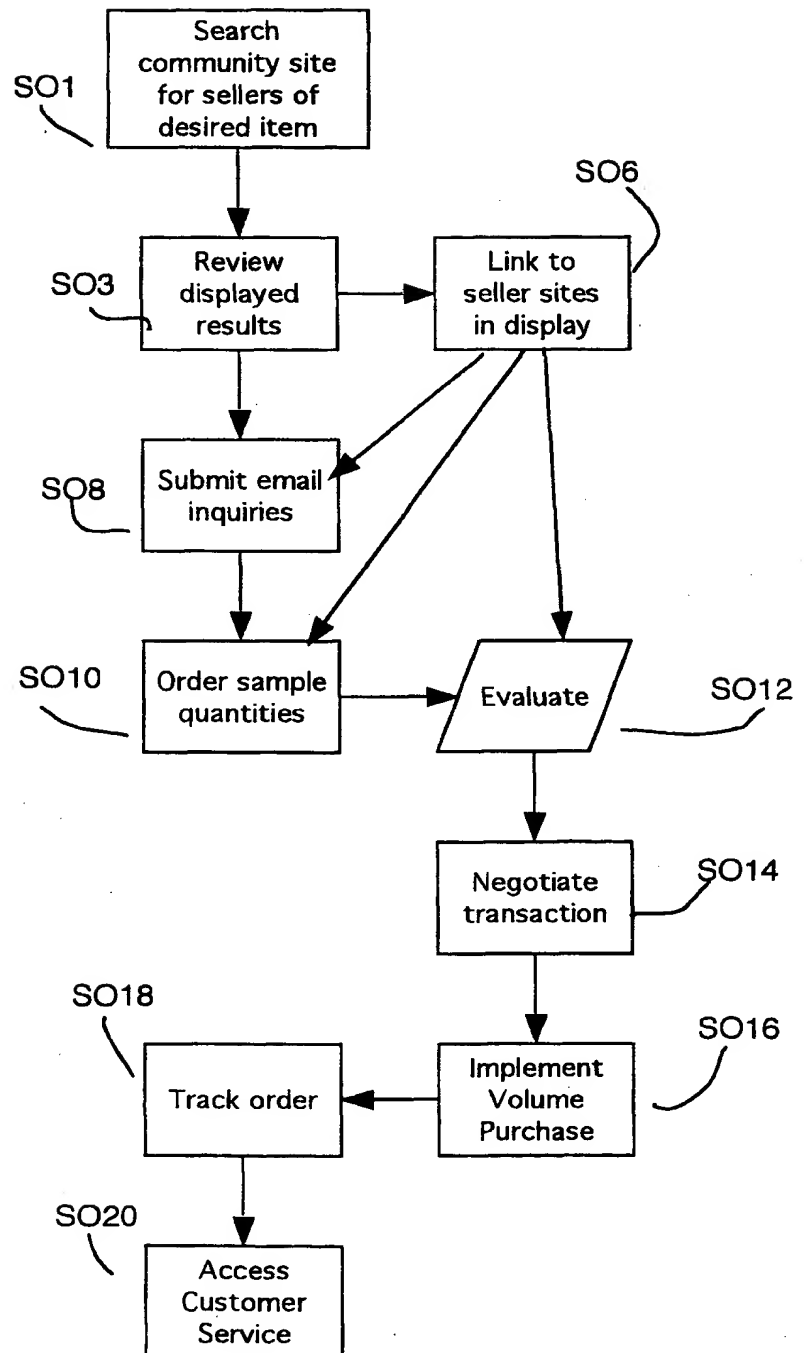 Search
community site
for sellers of
desired item
SO1
SO6
Review
displayed
results
Link to
seller sites
in display
SO3
Submit email
inquiries
SO8
Order sample
quantities
SO10
Evaluate
SO12
Negotiate
transaction
SO14
SO18
SO16
Track order
Implement
Volume
Purchase
SO20
Access
Customer
Service